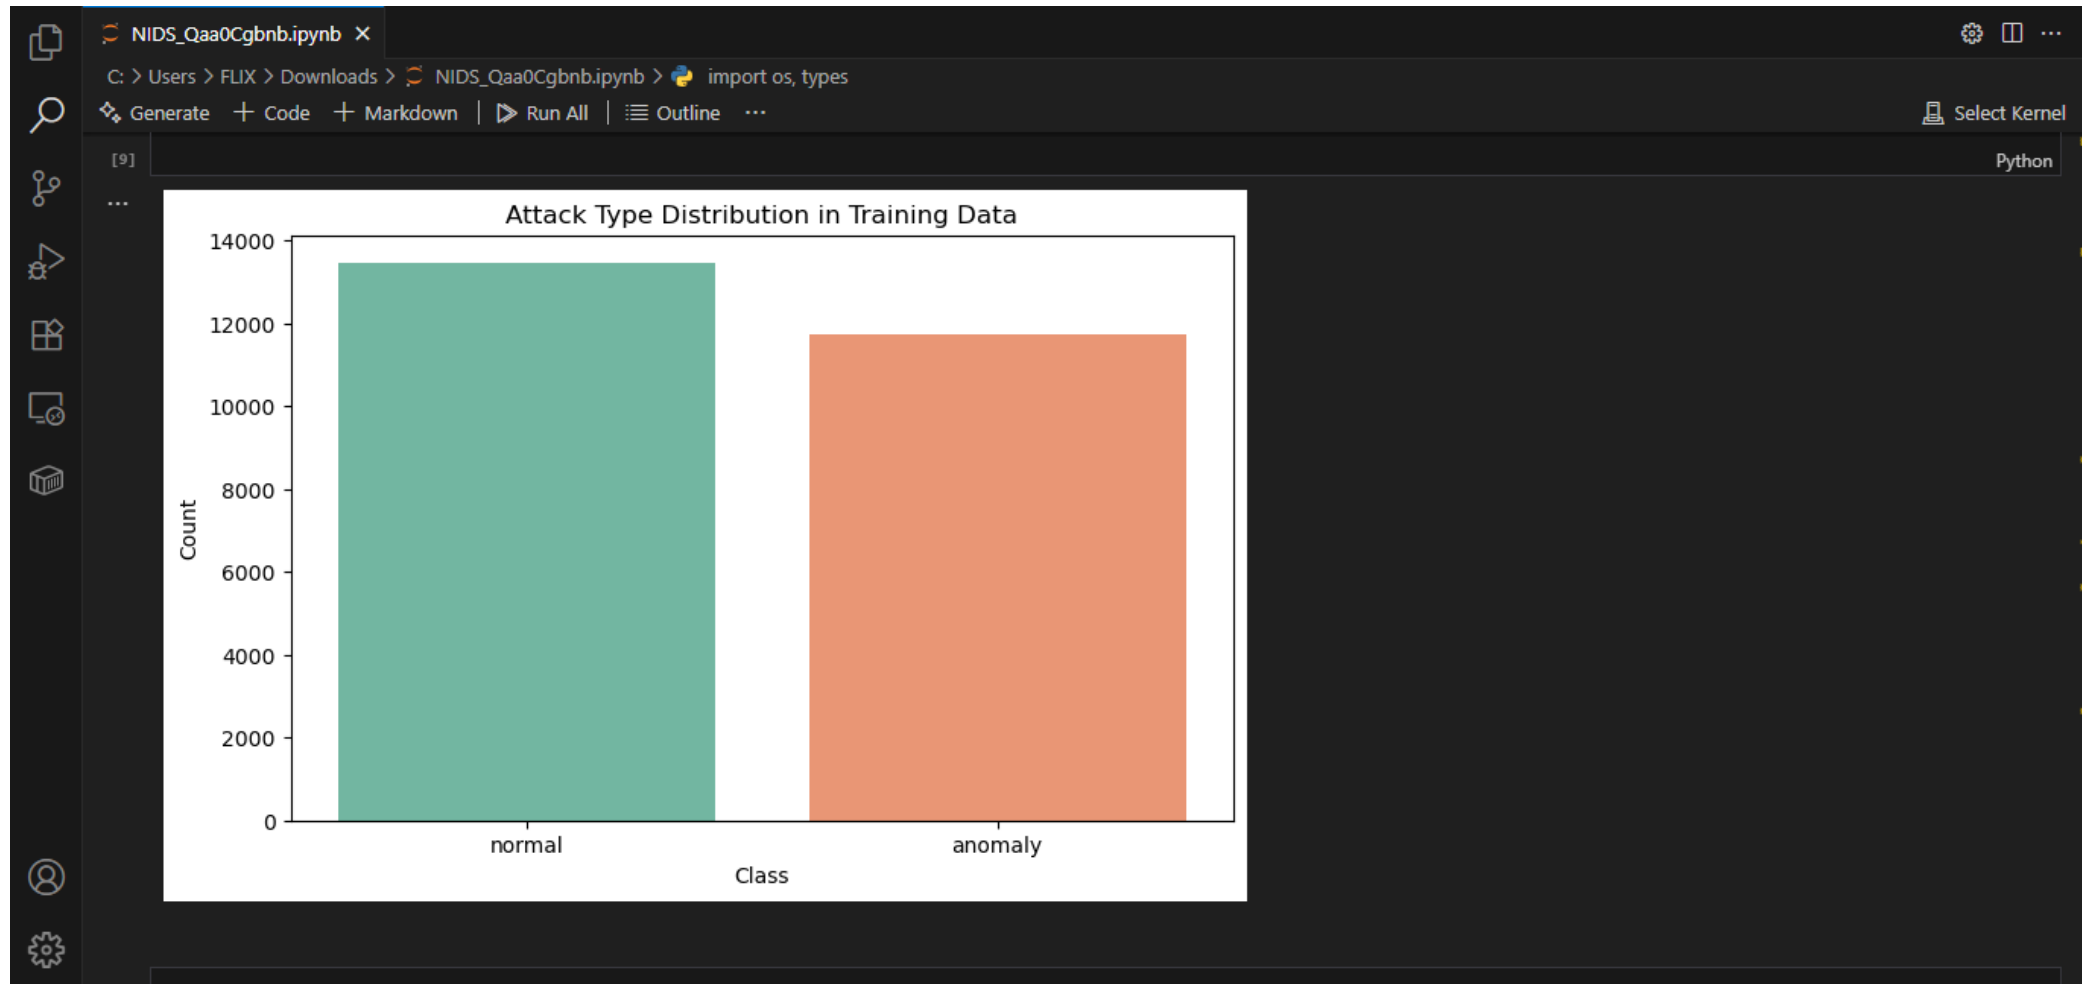 NIDS_Qaa0Cgbnb.ipynb
C: > Users > FLIX > Downloads > NIDS_Qaa0Cgbnb.ipynb > import os, types
Generate + Code + Markdown | Run All | Outline ...
Select Kernel
[9]
Python
...
Attack Type Distribution in Training Data
14000
12000
10000
8000
6000
4000
2000
0
Count
normal anomaly
Class